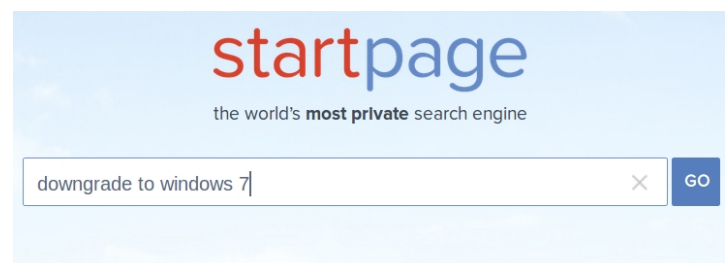 startpage
the world's most private search engine
downgrade to windows 7
GO